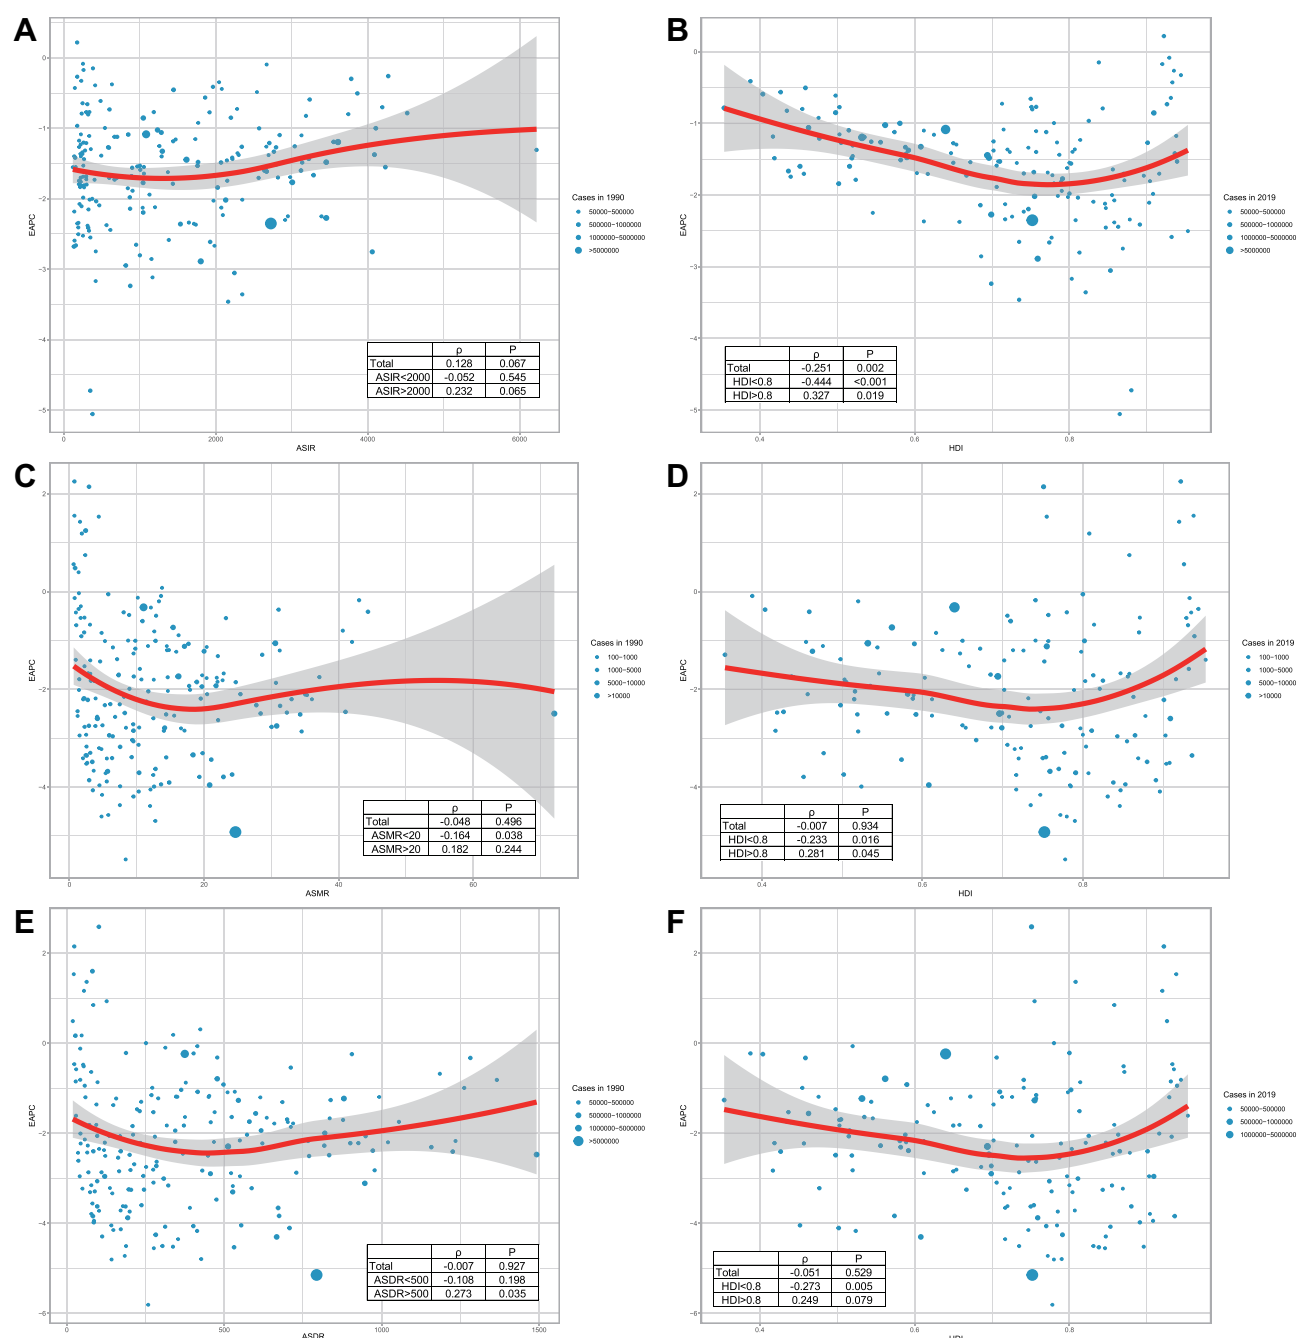 A
0
−1
−2
−3
−4
−5
EAPC
0
2000
4000
6000
ASIR
Cases in 1990
50000−500000
500000−1000000
1000000−5000000
>5000000
ρ P
Total 0.128 0.067
ASIR<2000 -0.052 0.545
ASIR>2000 0.232 0.065
B
0
−1
−2
−3
−4
−5
EAPC
0.4
0.6
0.8
HDI
Cases in 2019
50000−500000
500000−1000000
1000000−5000000
>5000000
ρ P
Total -0.251 0.002
HDI<0.8 -0.444 <0.001
HDI>0.8 0.327 0.019
C
2
0
−2
−4
EAPC
0
20
40
60
ASMR
Cases in 1990
100−1000
1000−5000
5000−10000
>10000
ρ P
Total -0.048 0.496
ASMR<20 -0.164 0.038
ASMR>20 0.182 0.244
D
2
0
−2
−4
EAPC
0.4
0.6
0.8
HDI
Cases in 2019
100−1000
1000−5000
5000−10000
>10000
ρ P
Total -0.007 0.934
HDI<0.8 -0.233 0.016
HDI>0.8 0.281 0.045
E
2
0
−2
−4
−6
EAPC
0
500
1000
1500
ASDR
Cases in 1990
50000−500000
500000−1000000
1000000−5000000
>5000000
ρ P
Total -0.007 0.927
ASDR<500 -0.108 0.198
ASDR>500 0.273 0.035
F
2
0
−2
−4
−6
EAPC
0.4
0.6
0.8
HDI
Cases in 2019
50000−500000
500000−1000000
1000000−5000000
ρ P
Total -0.051 0.529
HDI<0.8 -0.273 0.005
HDI>0.8 0.249 0.079